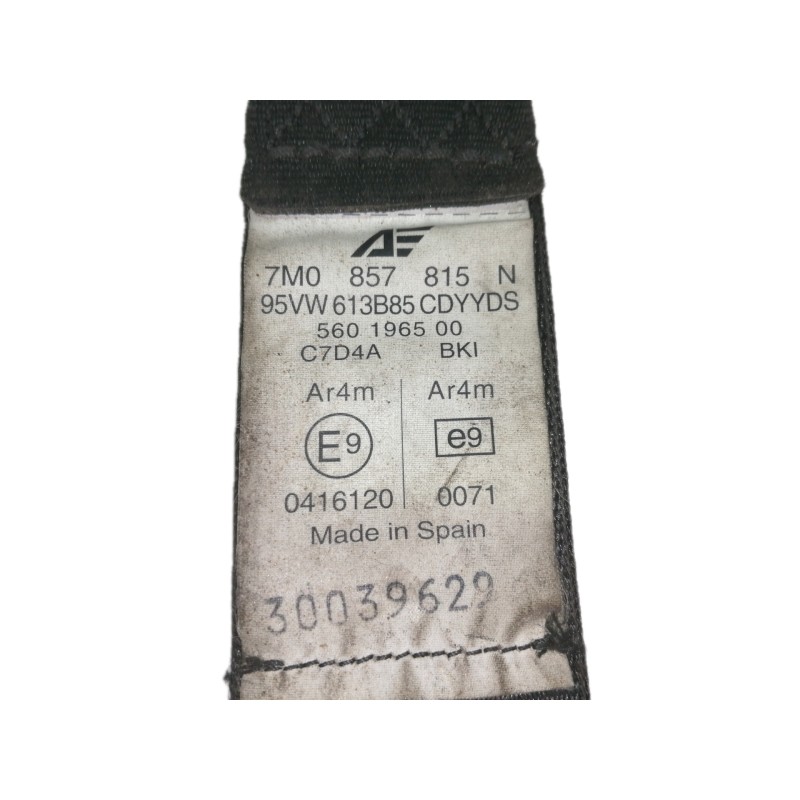 AE
7M0 857 815 N
95VW 613B85 CDYYDS
560 1965 00
C7D4A BKI
Ar4m Ar4m
E9 e9
0416120 0071
Made in Spain
30039629